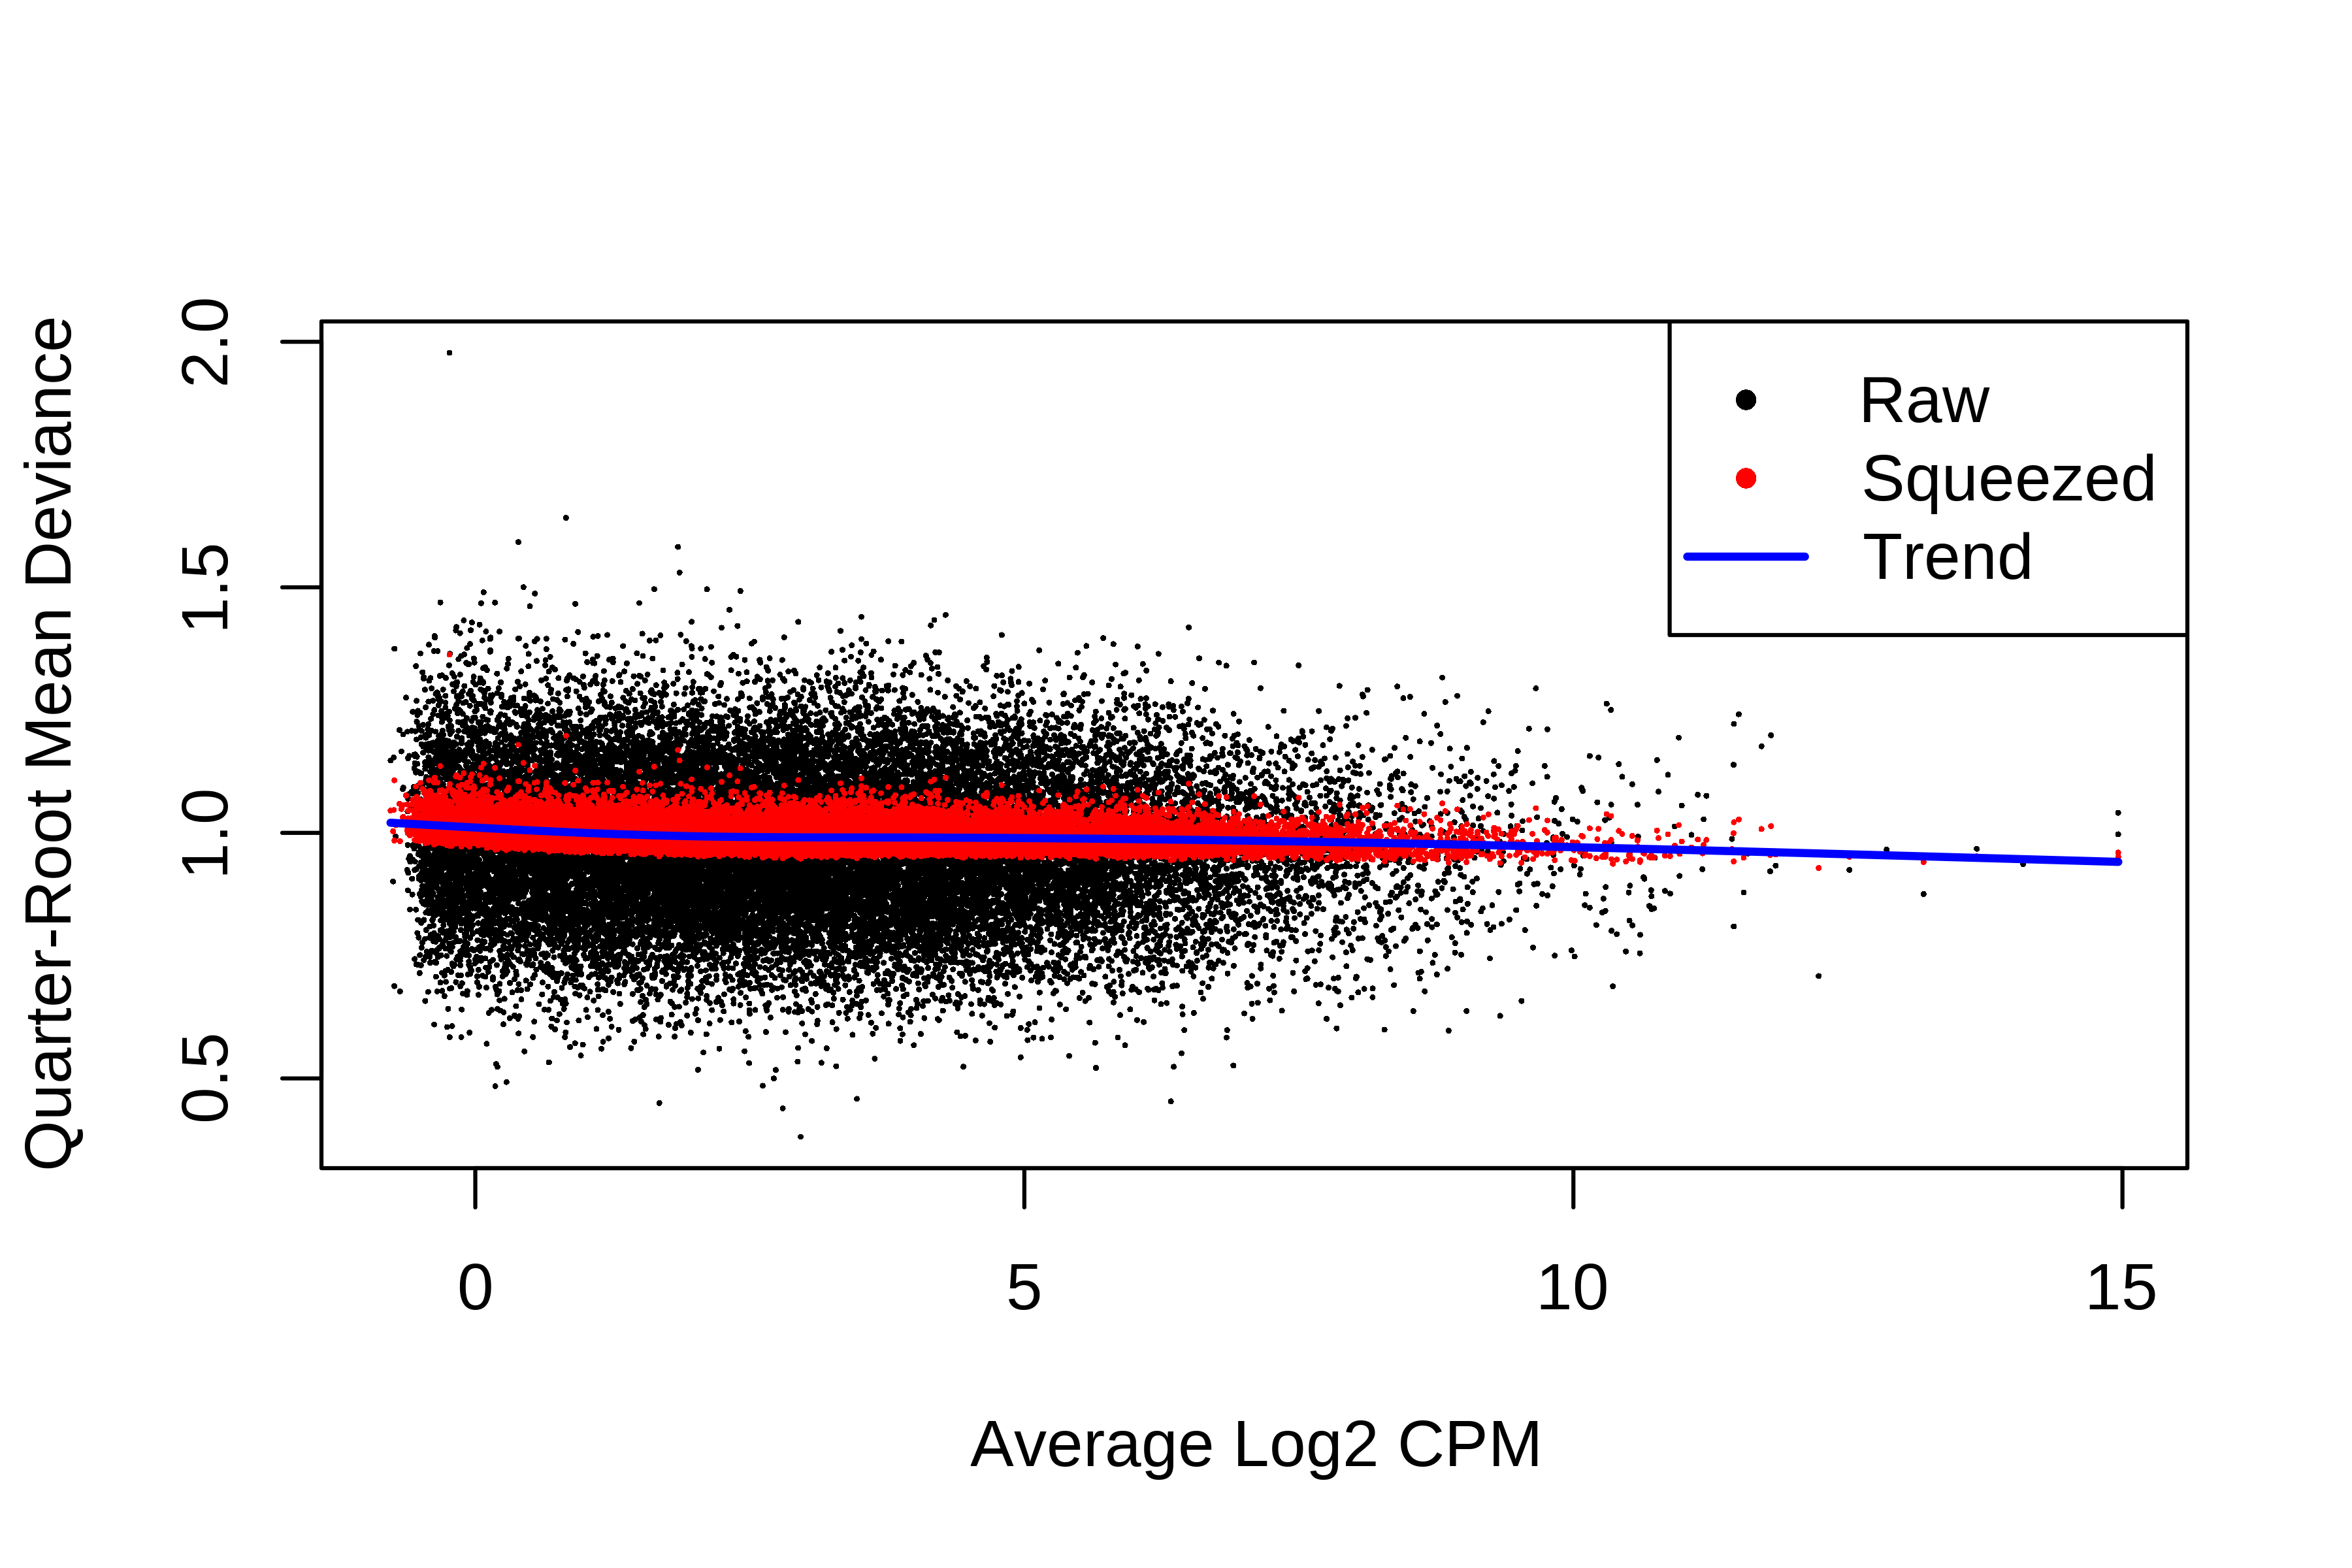 Quarter-Root Mean Deviance
2.0
1.5
1.0
0.5
Raw
Squeezed
Trend
0 5 10 15
Average Log2 CPM